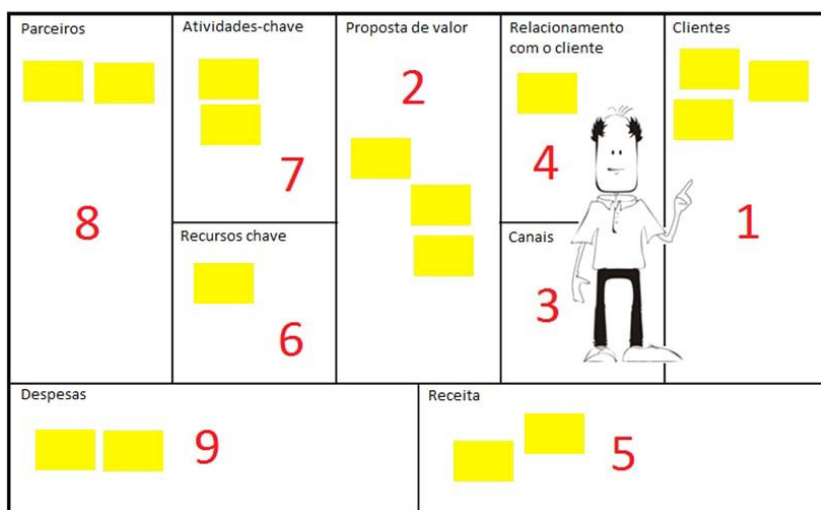 Parceiros
8
Atividades-chave
7
Recursos chave
6
Proposta de valor
2
Relacionamento
com o cliente
4
Canais
3
Clientes
1
Despesas
9
Receita
5